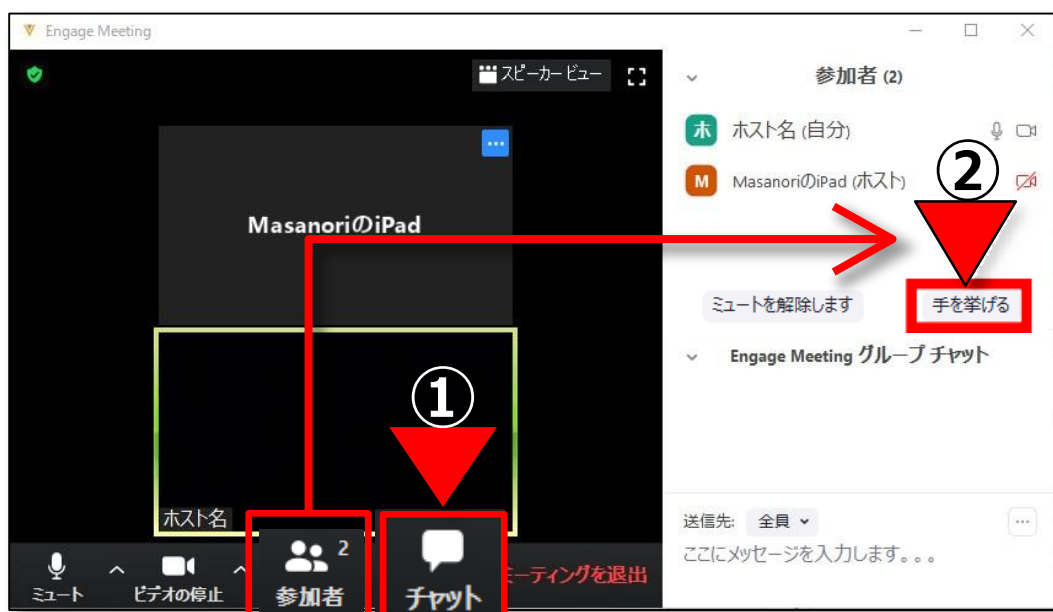 Engage Meeting
スピーカー ビュー
参加者 (2)
木 ホスト名 (自分)
M MasanoriのiPad (ホスト)
②
MasanoriのiPad
ミュートを解除します
手を挙げる
Engage Meeting グループ チャット
①
ホスト名
送信先: 全員
ここにメッセージを入力します。。。
ミュート
ビデオの停止
2
参加者
チャット
ミーティングを退出